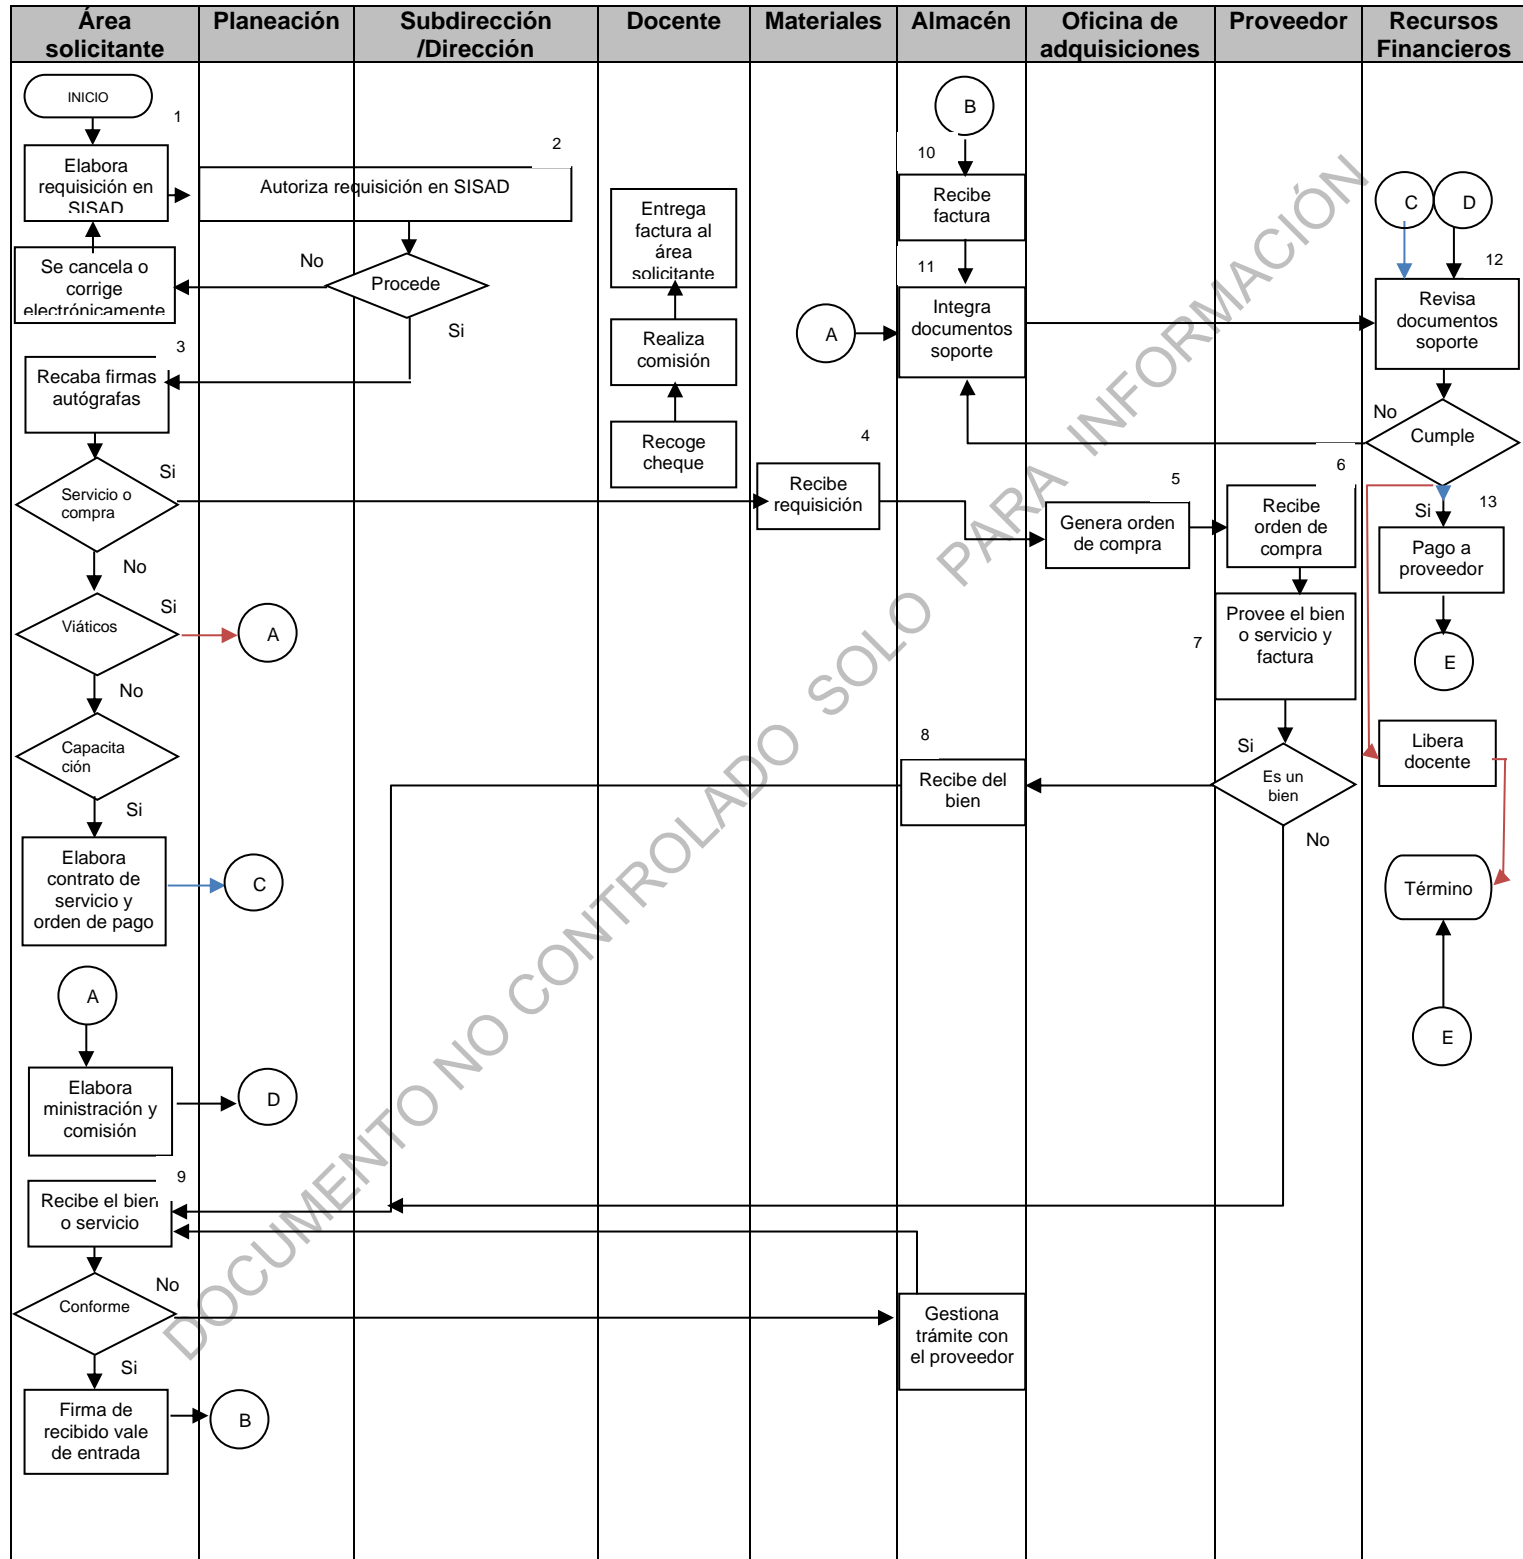 Área
solicitante
Planeación
Subdirección
/Dirección
Docente
Materiales
Almacén
Oficina de
adquisiciones
Proveedor
Recursos
Financieros
INICIO
1
Elabora
requisición en
SISAD
2
Autoriza requisición en SISAD
Se cancela o
corrige
electrónicamente
No
Procede
Si
3
Recaba firmas
autógrafas
Servicio o
compra
Si
No
Viáticos
Si
A
No
Capacita
ción
Si
Elabora
contrato de
servicio y
orden de pago
C
A
Elabora
ministración y
comisión
D
9
Recibe el bien
o servicio
Conforme
No
Si
Firma de
recibido vale
de entrada
B
Entrega
factura al
área
solicitante
Realiza
comisión
Recoge
cheque
4
Recibe
requisición
A
B
10
Recibe
factura
11
Integra
documentos
soporte
8
Recibe del
bien
Gestiona
trámite con
el proveedor
5
Genera orden
de compra
6
Recibe
orden de
compra
7
Provee el bien
o servicio y
factura
Si
Es un
bien
No
C
D
12
Revisa
documentos
soporte
No
Cumple
Si
13
Pago a
proveedor
E
Libera
docente
Término
E
DOCUMENTO NO CONTROLADO SOLO PARA INFORMACIÓN